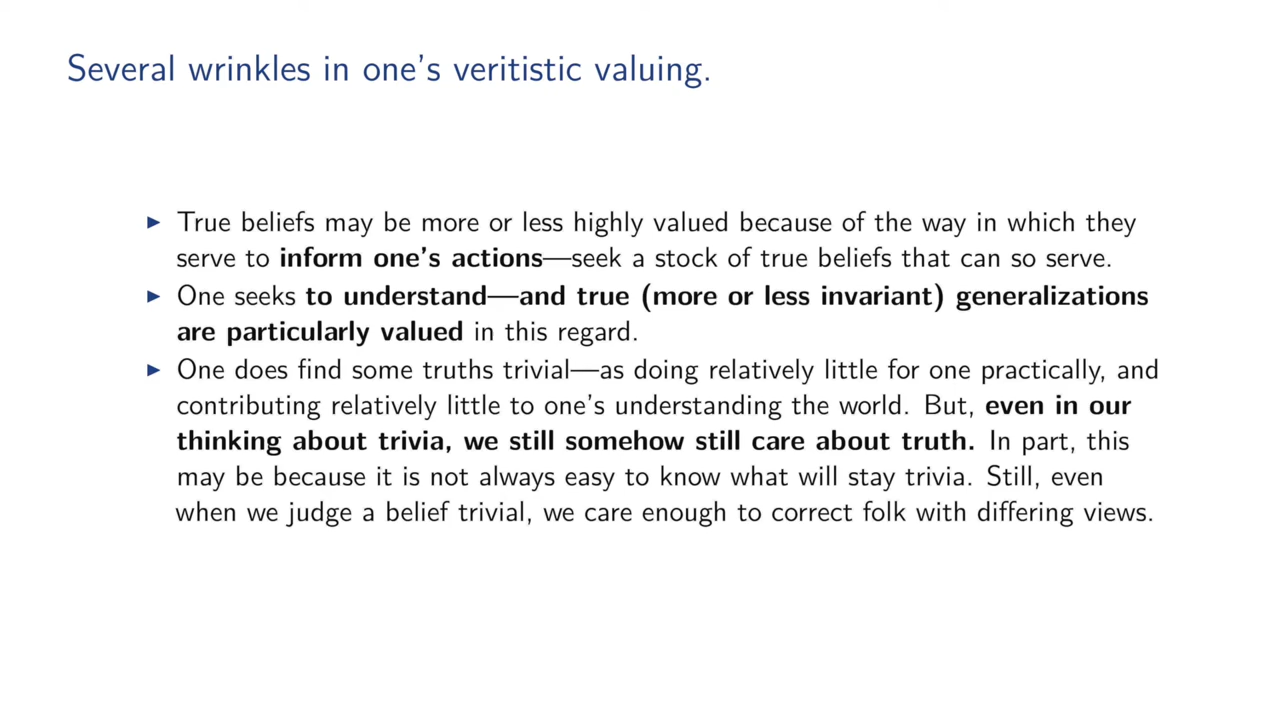 Several wrinkles in one's veritistic valuing.
▶ True beliefs may be more or less highly valued because of the way in which they
serve to inform one's actions—seek a stock of true beliefs that can so serve.
▶ One seeks to understand—and true (more or less invariant) generalizations
are particularly valued in this regard.
▶ One does find some truths trivial—as doing relatively little for one practically, and
contributing relatively little to one's understanding the world. But, even in our
thinking about trivia, we still somehow still care about truth. In part, this
may be because it is not always easy to know what will stay trivia. Still, even
when we judge a belief trivial, we care enough to correct folk with differing views.